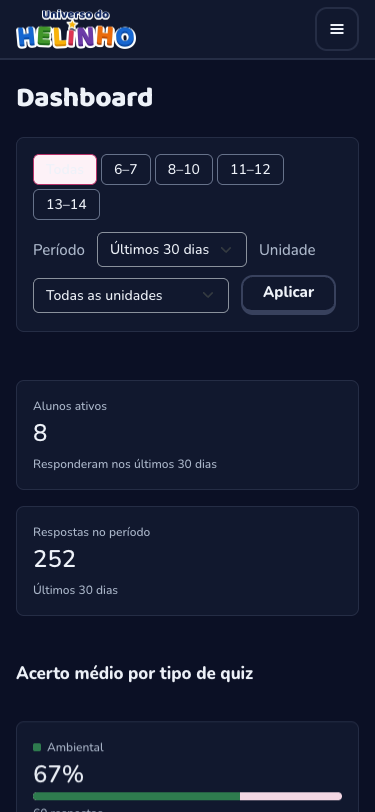 Universo do
HELINHO
Dashboard
6–7
8–10
11–12
13–14
Período
Últimos 30 dias
Unidade
Todas as unidades
Aplicar
Alunos ativos
8
Responderam nos últimos 30 dias
Respostas no período
252
Últimos 30 dias
Acerto médio por tipo de quiz
Ambiental
67%